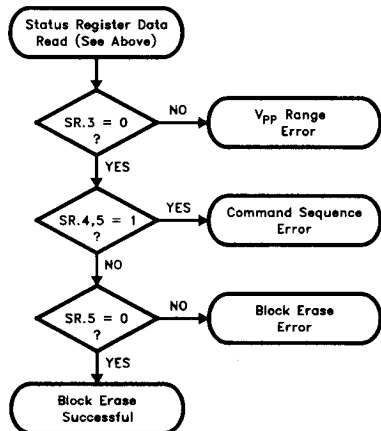 Status Register Data
Read (See Above)
SR.3 = 0
?
NO
VPP Range
Error
YES
SR.4,5 = 1
?
YES
Command Sequence
Error
NO
SR.5 = 0
?
NO
Block Erase
Error
YES
Block Erase
Successful